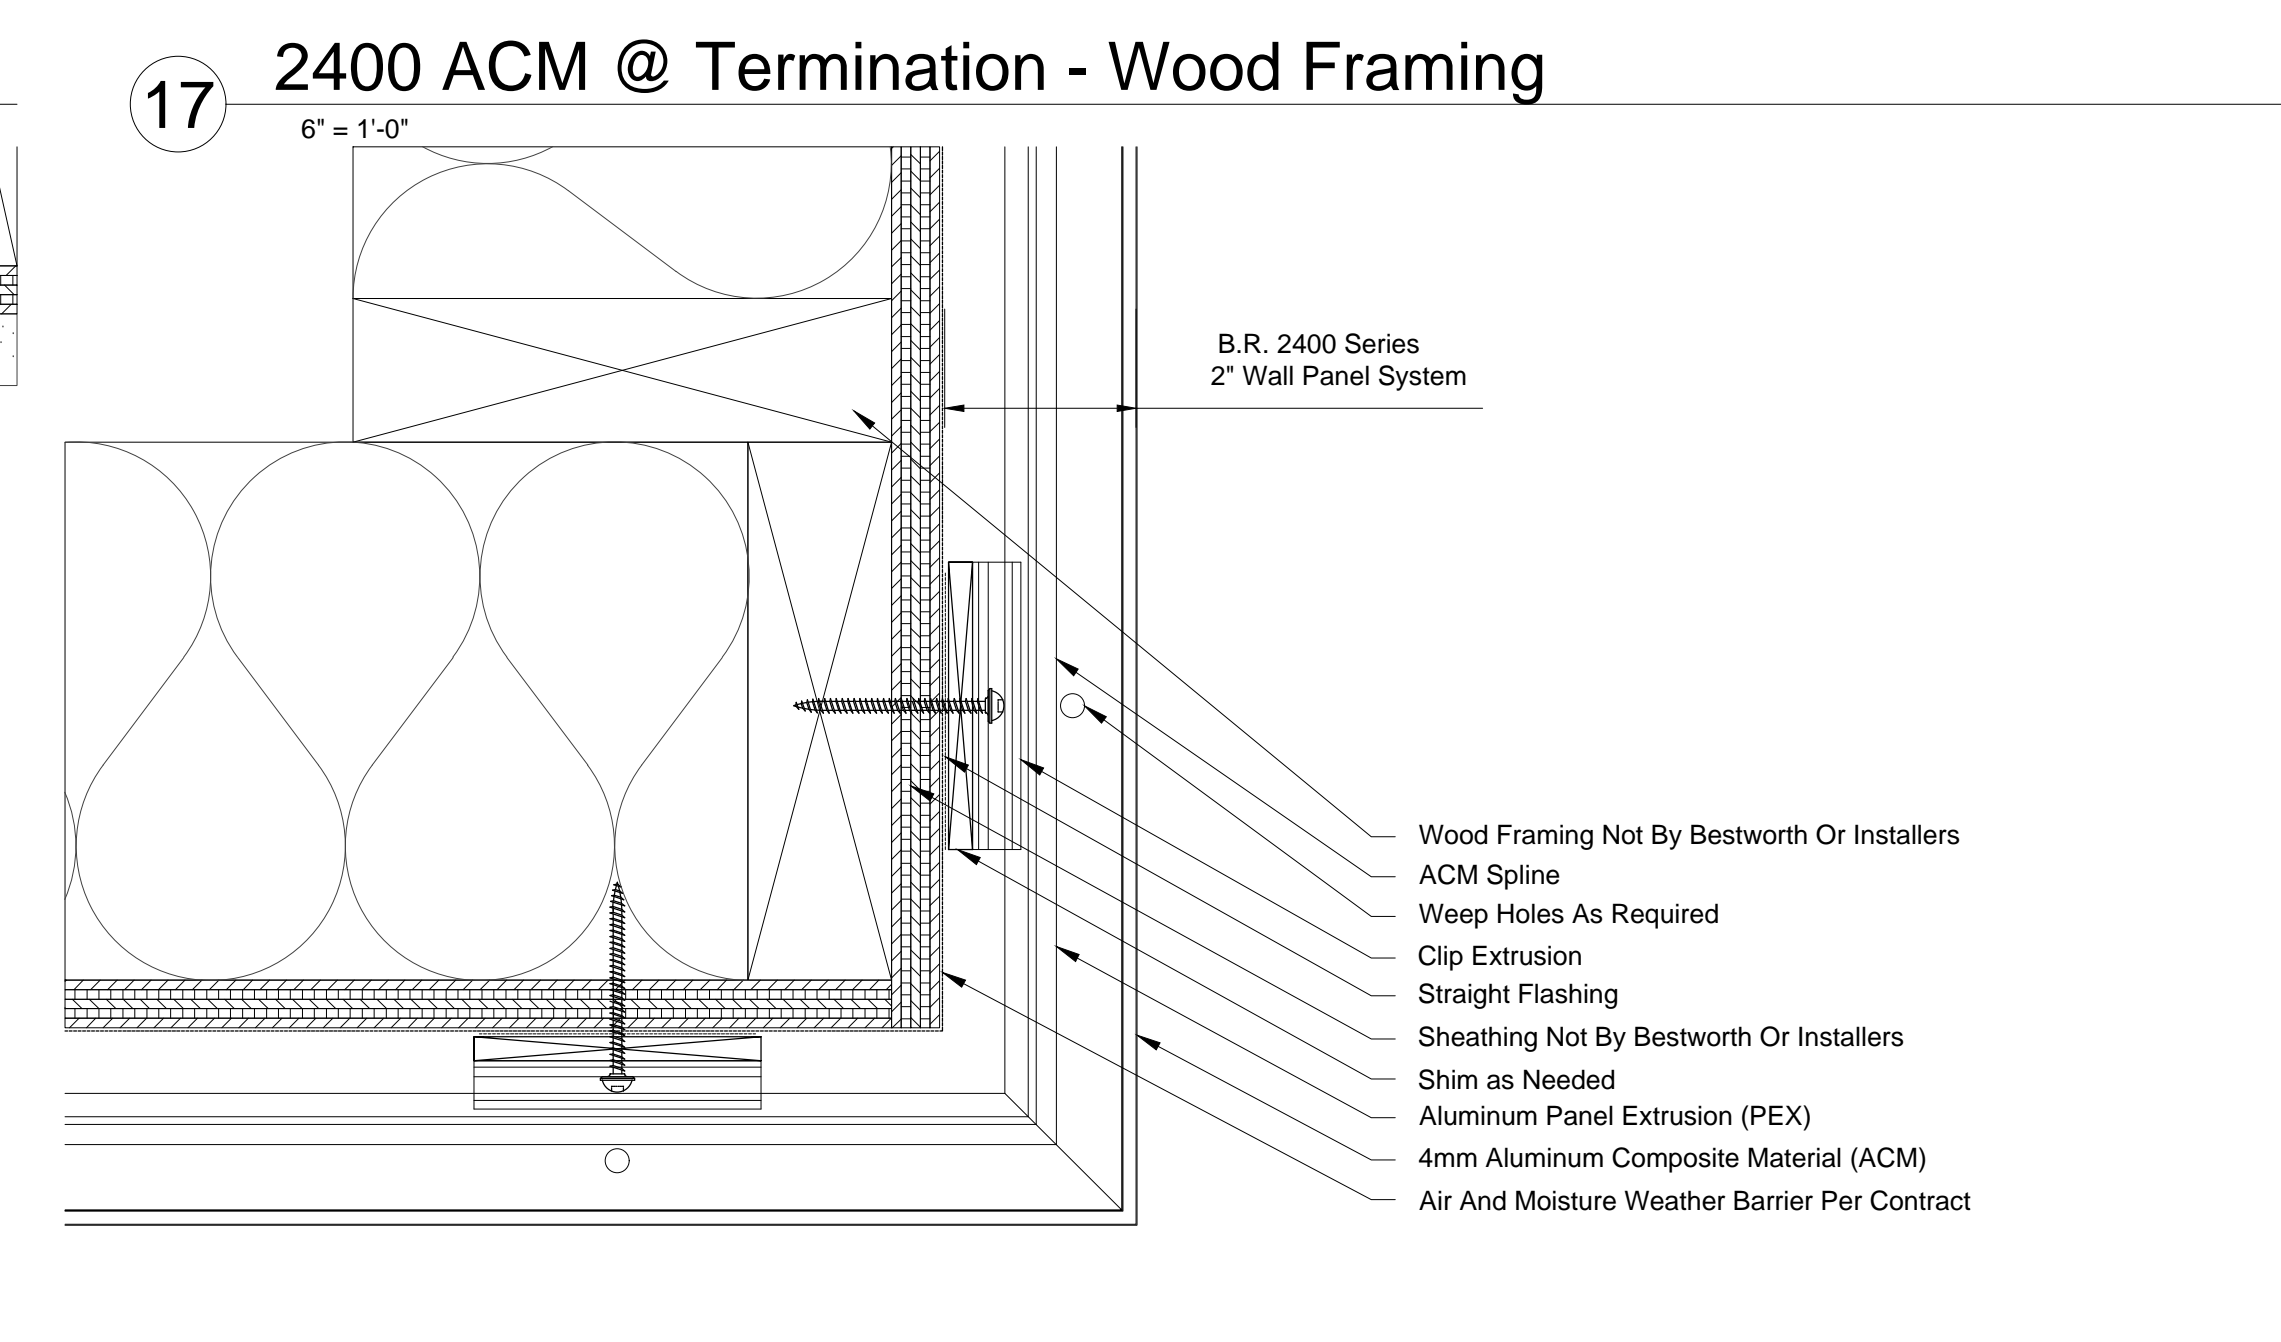 17
2400 ACM @ Termination - Wood Framing
6" = 1'-0"
B.R. 2400 Series
2" Wall Panel System
Wood Framing Not By Bestworth Or Installers
ACM Spline
Weep Holes As Required
Clip Extrusion
Straight Flashing
Sheathing Not By Bestworth Or Installers
Shim as Needed
Aluminum Panel Extrusion (PEX)
4mm Aluminum Composite Material (ACM)
Air And Moisture Weather Barrier Per Contract